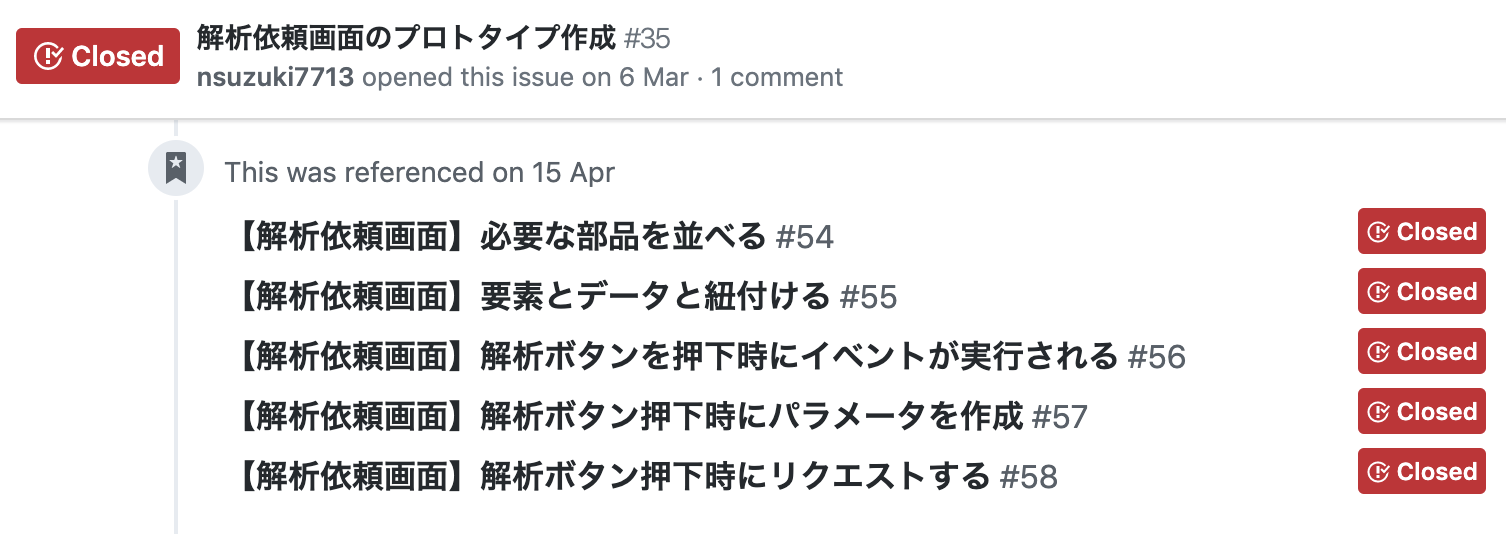 Closed
解析依頼画面のプロトタイプ作成 #35
nsuzuki7713 opened this issue on 6 Mar · 1 comment
This was referenced on 15 Apr
【解析依頼画面】必要な部品を並べる #54 Closed
【解析依頼画面】要素とデータと紐付ける #55 Closed
【解析依頼画面】解析ボタンを押下時にイベントが実行される #56 Closed
【解析依頼画面】解析ボタン押下時にパラメータを作成 #57 Closed
【解析依頼画面】解析ボタン押下時にリクエストする #58 Closed